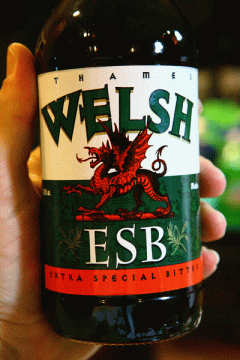 THAMES
WELSH
ESB
EXTRA SPECIAL BITTER